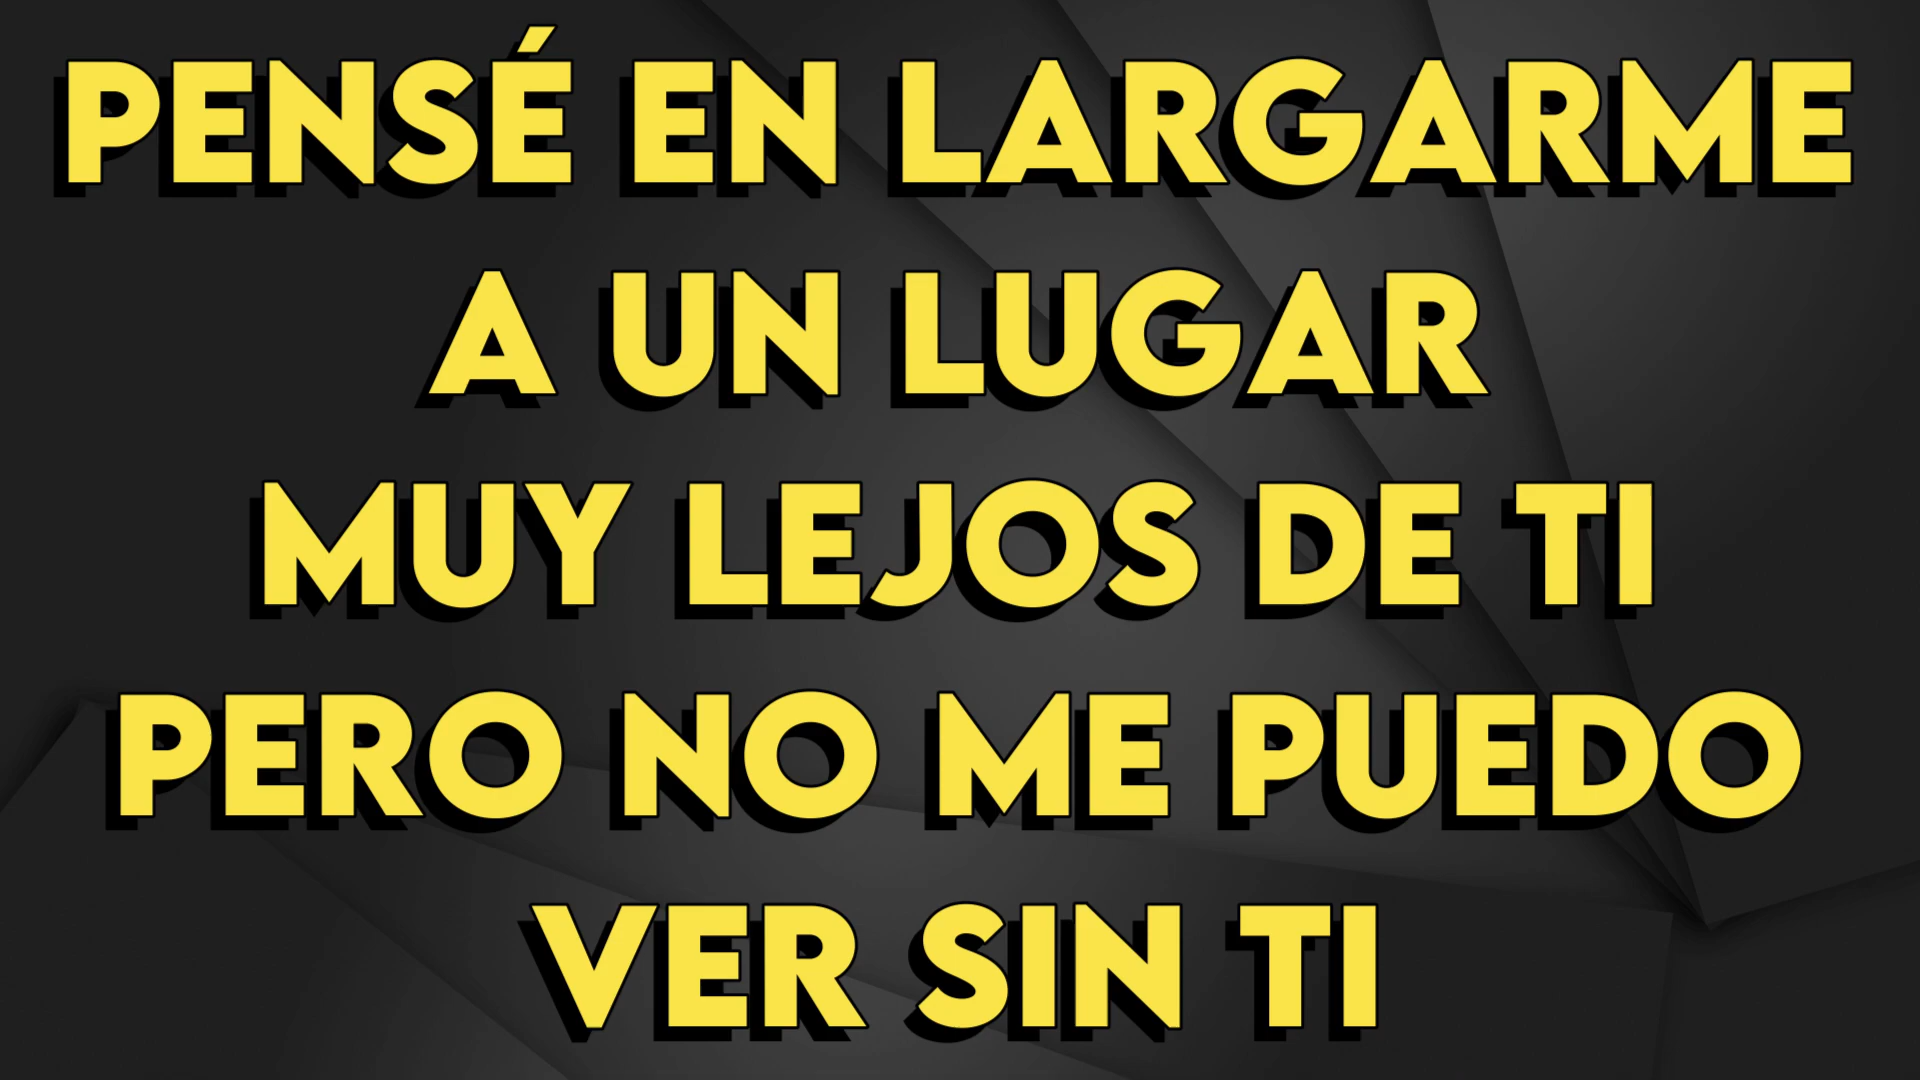 PENSÉ EN LARGARME
A UN LUGAR
MUY LEJOS DE TI
PERO NO ME PUEDO
VER SIN TI